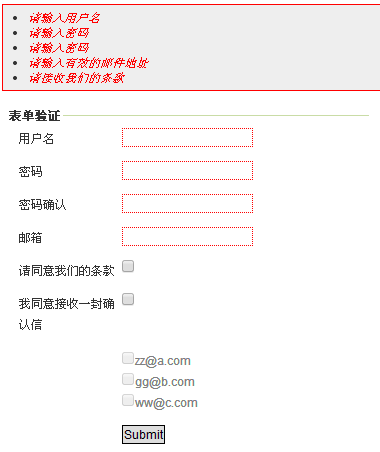 请输入用户名
请输入密码
请输入密码
请输入有效的邮件地址
请接收我们的条款
表单验证
用户名
密码
密码确认
邮箱
请同意我们的条款
我同意接收一封确
认信
zz@a.com
gg@b.com
ww@c.com
Submit